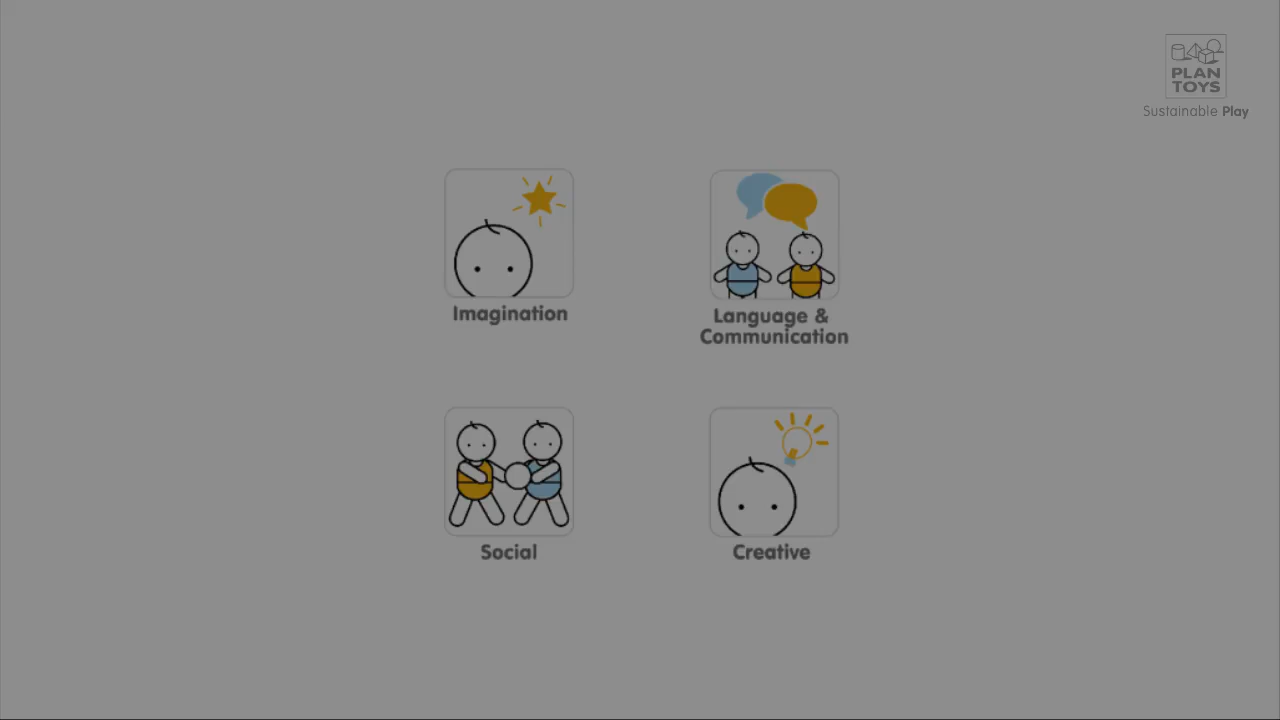 PLAN
TOYS
Sustainable Play
Imagination
Language &
Communication
Social
Creative